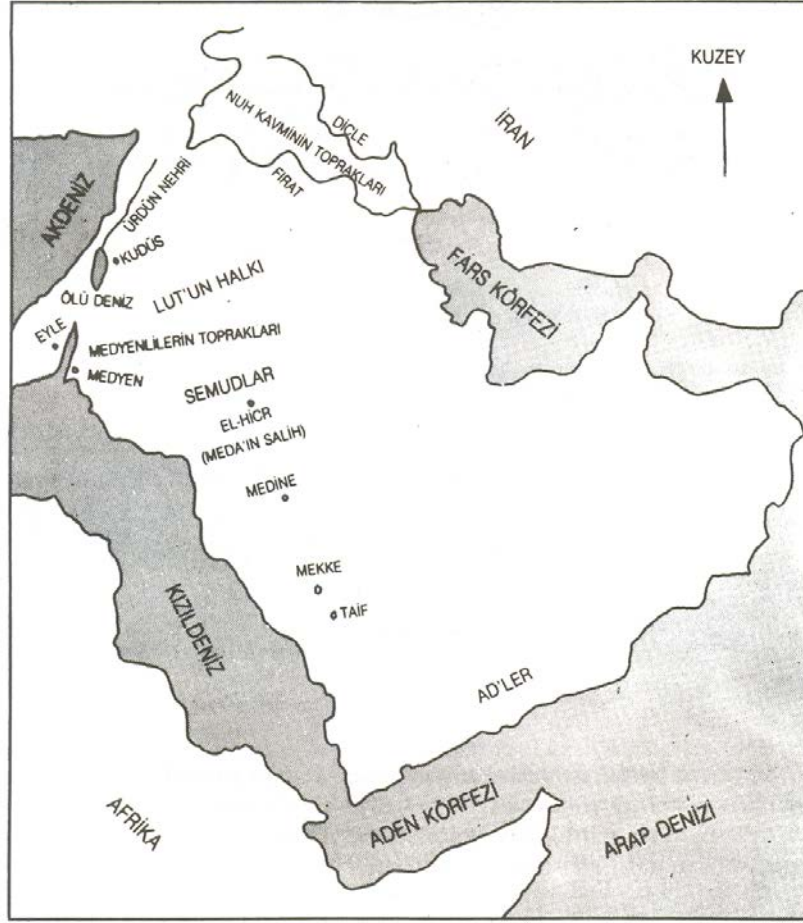 KUZEY
İRAN
DİCLE
NUH KAVMİNİN TOPRAKLARI
FIRAT
AKDENİZ
ÜRDÜN NEHRİ
KUDÜS
FARS KÖRFEZİ
LUT'UN HALKI
ÖLÜ DENİZ
EYLE
MEDYENLİLERİN TOPRAKLARI
MEDYEN
SEMUDLAR
EL-HİCR
(MEDA'IN SALİH)
MEDİNE
MEKKE
TAİF
KIZILDENİZ
AD'LER
AFRİKA
ADEN KÖRFEZİ
ARAP DENİZİ